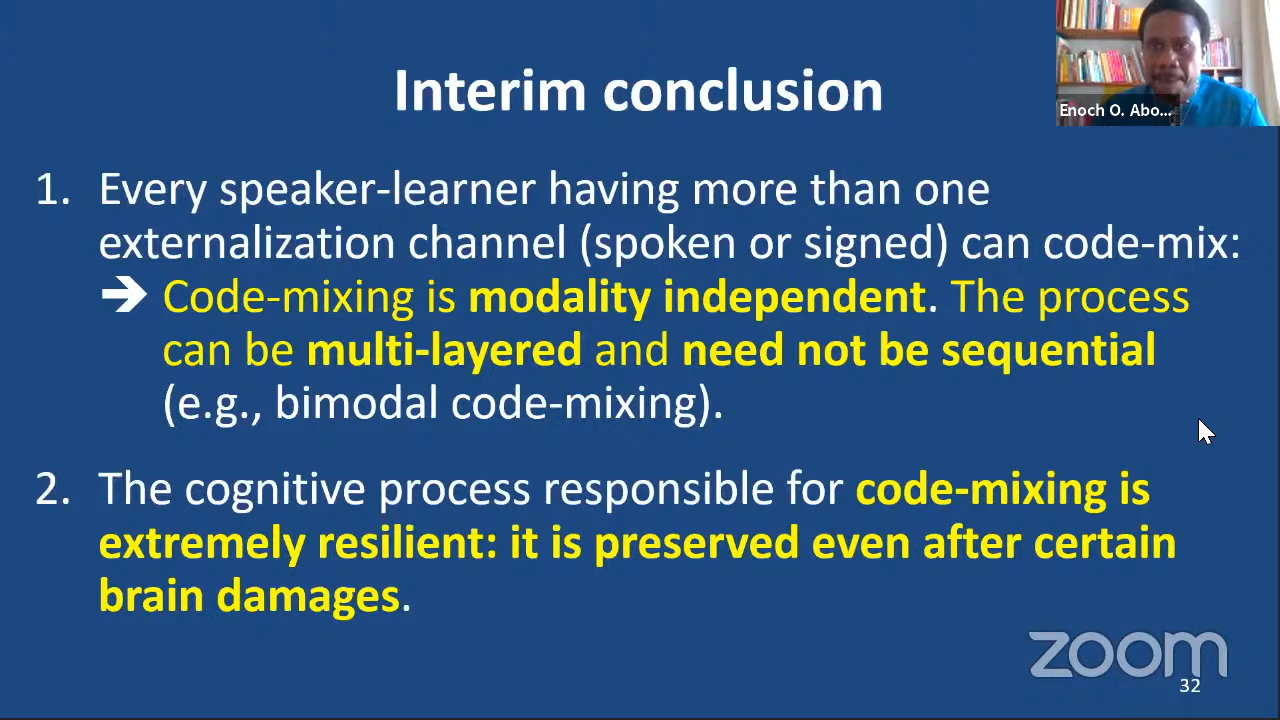 Interim conclusion
Enoch O. Abo...
1. Every speaker-learner having more than one
externalization channel (spoken or signed) can code-mix:
➔ Code-mixing is modality independent. The process
can be multi-layered and need not be sequential
(e.g., bimodal code-mixing).
2. The cognitive process responsible for code-mixing is
extremely resilient: it is preserved even after certain
brain damages.
zoom
32